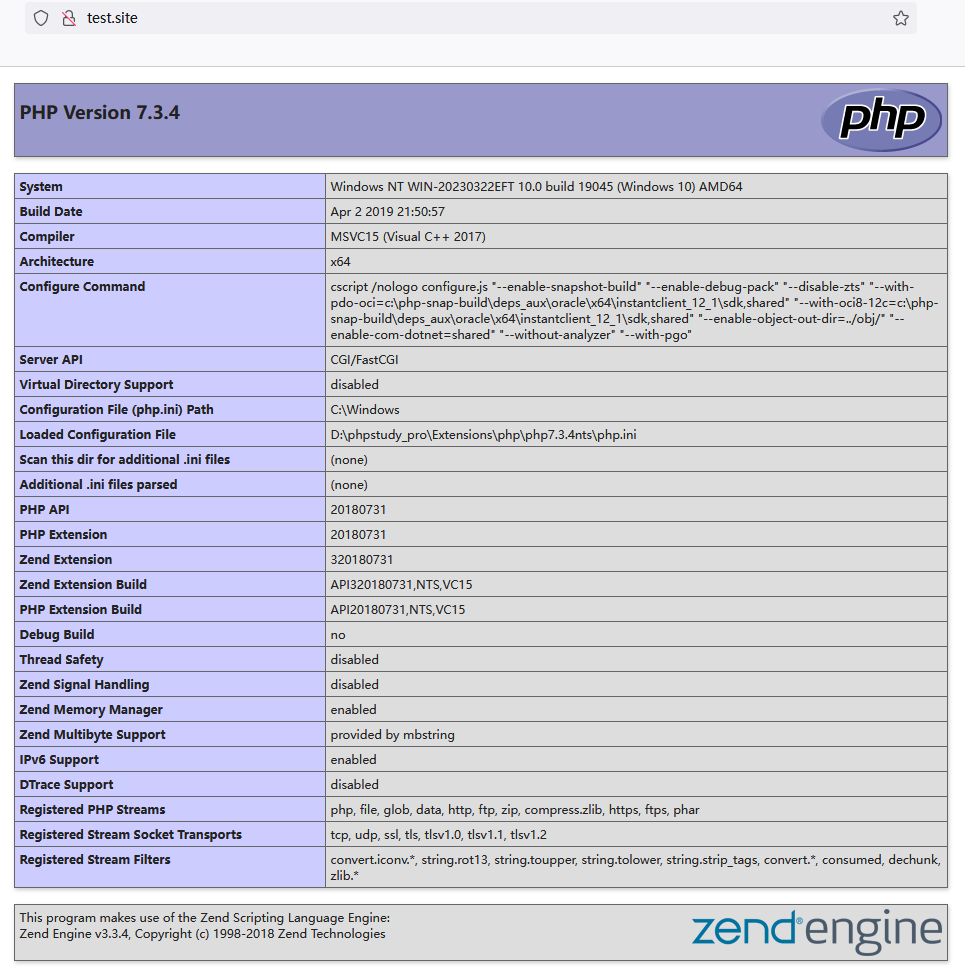 test.site
PHP Version 7.3.4
php
System Windows NT WIN-20230322EFT 10.0 build 19045 (Windows 10) AMD64
Build Date Apr 2 2019 21:50:57
Compiler MSVC15 (Visual C++ 2017)
Architecture x64
Configure Command cscript /nologo configure.js "--enable-snapshot-build" "--enable-debug-pack" "--disable-zts" "--with-
pdo-oci=c:\php-snap-build\deps_aux\oracle\x64\instantclient_12_1\sdk,shared" "--with-oci8-12c=c:\php-
snap-build\deps_aux\oracle\x64\instantclient_12_1\sdk,shared" "--enable-object-out-dir=../obj/" "--
enable-com-dotnet=shared" "--without-analyzer" "--with-pgo"
Server API CGI/FastCGI
Virtual Directory Support disabled
Configuration File (php.ini) Path C:\Windows
Loaded Configuration File D:\phpstudy_pro\Extensions\php\php7.3.4nts\php.ini
Scan this dir for additional .ini files (none)
Additional .ini files parsed (none)
PHP API 20180731
PHP Extension 20180731
Zend Extension 320180731
Zend Extension Build API320180731,NTS,VC15
PHP Extension Build API20180731,NTS,VC15
Debug Build no
Thread Safety disabled
Zend Signal Handling disabled
Zend Memory Manager enabled
Zend Multibyte Support provided by mbstring
IPv6 Support enabled
DTrace Support disabled
Registered PHP Streams php, file, glob, data, http, ftp, zip, compress.zlib, https, ftps, phar
Registered Stream Socket Transports tcp, udp, ssl, tls, tlsv1.0, tlsv1.1, tlsv1.2
Registered Stream Filters convert.iconv.*, string.rot13, string.toupper, string.tolower, string.strip_tags, convert.*, consumed, dechunk,
zlib.*
This program makes use of the Zend Scripting Language Engine:
Zend Engine v3.3.4, Copyright (c) 1998-2018 Zend Technologies
zend® engine